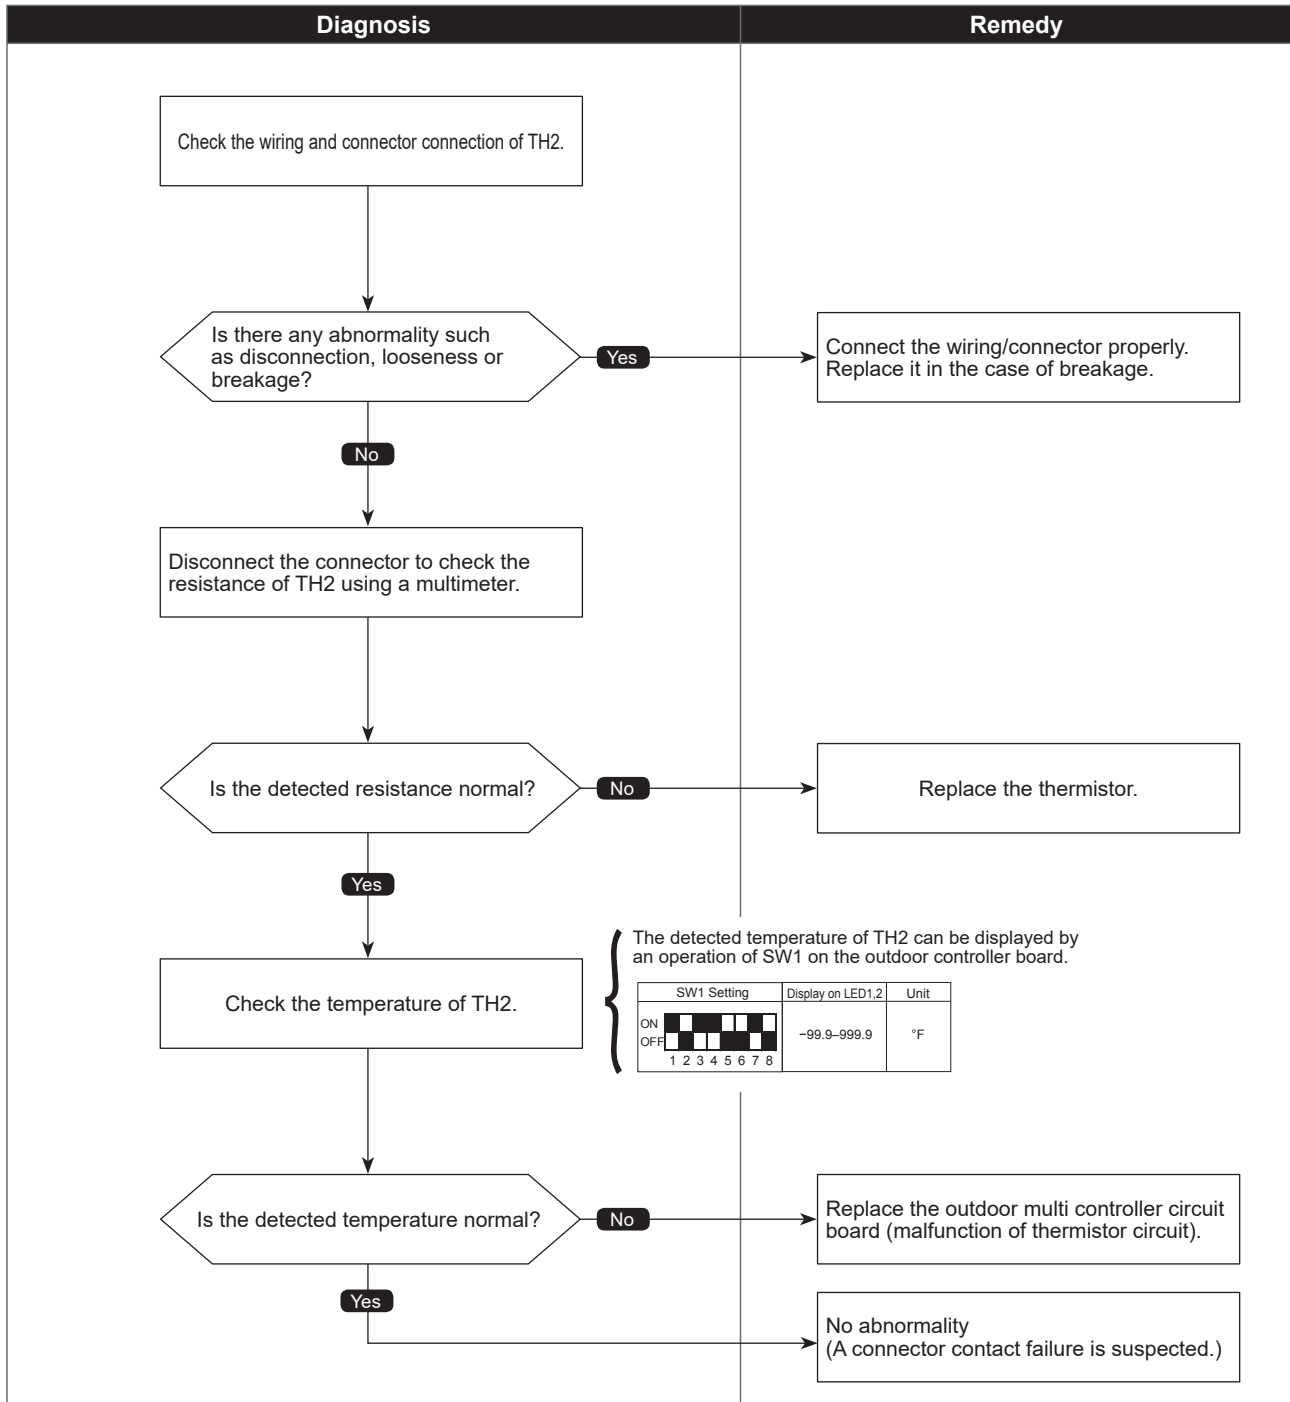 Diagnosis
Remedy
Check the wiring and connector connection of TH2.
Is there any abnormality such
as disconnection, looseness or
breakage?
Yes
Connect the wiring/connector properly.
Replace it in the case of breakage.
No
Disconnect the connector to check the
resistance of TH2 using a multimeter.
Is the detected resistance normal?
No
Replace the thermistor.
Yes
Check the temperature of TH2.
The detected temperature of TH2 can be displayed by
an operation of SW1 on the outdoor controller board.
SW1 Setting
Display on LED1,2
Unit
ON
OFF
1 2 3 4 5 6 7 8
−99.9–999.9
°F
Is the detected temperature normal?
No
Replace the outdoor multi controller circuit
board (malfunction of thermistor circuit).
Yes
No abnormality
(A connector contact failure is suspected.)